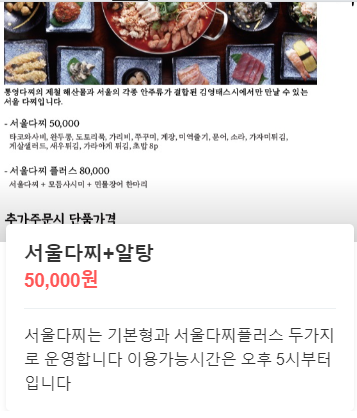 통영다찌의 제철 해산물과 서울의 각종 안주류가 결합된 김영태스시에서만 만날 수 있는
서울 다찌입니다.
- 서울다찌 50,000
타코와사비, 완두콩, 도토리묵, 가리비, 쭈꾸미, 게장, 미역줄기, 문어, 소라, 가자미튀김,
게살샐러드, 새우튀김, 가라아게 튀김, 초밥 8p
- 서울다찌 플러스 80,000
서울다찌 + 모듬사시미 + 민물장어 한마리
추가주문시 단품가격
서울다찌+알탕
50,000원
서울다찌는 기본형과 서울다찌플러스 두가지
로 운영합니다 이용가능시간은 오후 5시부터
입니다